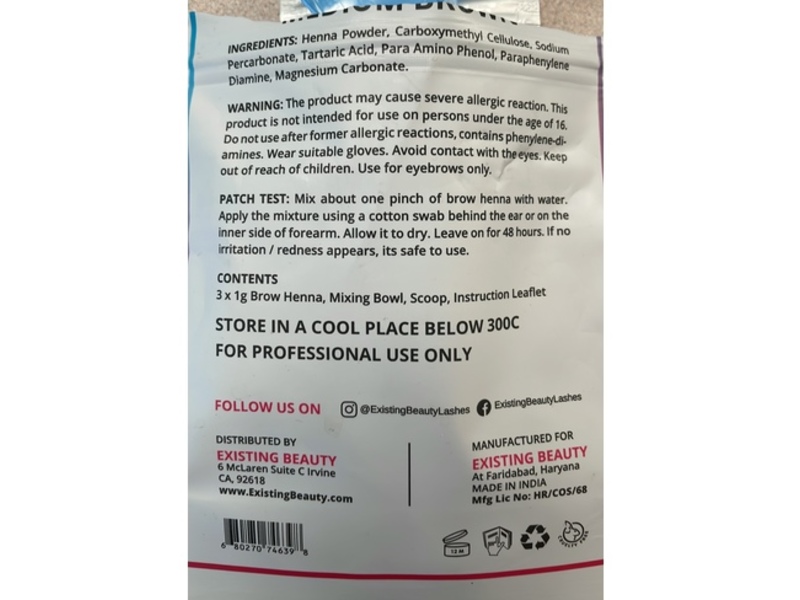 MEDIUM BROWN
INGREDIENTS: Henna Powder, Carboxymethyl Cellulose, Sodium
Percarbonate, Tartaric Acid, Para Amino Phenol, Paraphenylene
Diamine, Magnesium Carbonate.
WARNING: The product may cause severe allergic reaction. This
product is not intended for use on persons under the age of 16.
Do not use after former allergic reactions, contains phenylene-di-
amines. Wear suitable gloves. Avoid contact with the eyes. Keep
out of reach of children. Use for eyebrows only.
PATCH TEST: Mix about one pinch of brow henna with water.
Apply the mixture using a cotton swab behind the ear or on the
inner side of forearm. Allow it to dry. Leave on for 48 hours. If no
irritation / redness appears, its safe to use.
CONTENTS
3 x 1g Brow Henna, Mixing Bowl, Scoop, Instruction Leaflet
STORE IN A COOL PLACE BELOW 300C
FOR PROFESSIONAL USE ONLY
FOLLOW US ON @ExistingBeautyLashes ExistingBeautyLashes
DISTRIBUTED BY
EXISTING BEAUTY
6 McLaren Suite C Irvine
CA, 92618
www.ExistingBeauty.com
MANUFACTURED FOR
EXISTING BEAUTY
At Faridabad, Haryana
MADE IN INDIA
Mfg Lic No: HR/COS/68
6 80270 74639 8
12 M